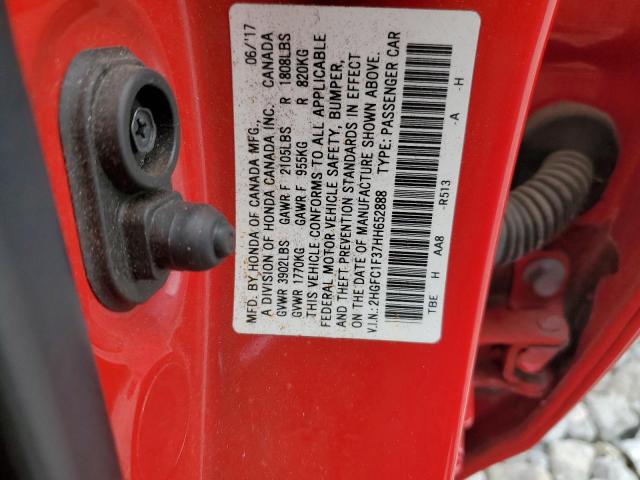 MFD. BY HONDA OF CANADA MFG., 06/'17
A DIVISION OF HONDA CANADA INC. CANADA
GVWR 3902LBS GAWR F 2105LBS R 1808LBS
GVWR 1770KG GAWR F 955KG R 820KG
THIS VEHICLE CONFORMS TO ALL APPLICABLE
FEDERAL MOTOR VEHICLE SAFETY, BUMPER,
AND THEFT PREVENTION STANDARDS IN EFFECT
ON THE DATE OF MANUFACTURE SHOWN ABOVE.
V.I.N.: 2HGFC1F37HH652888 TYPE: PASSENGER CAR
TBE H AA8 -R513 -A -H